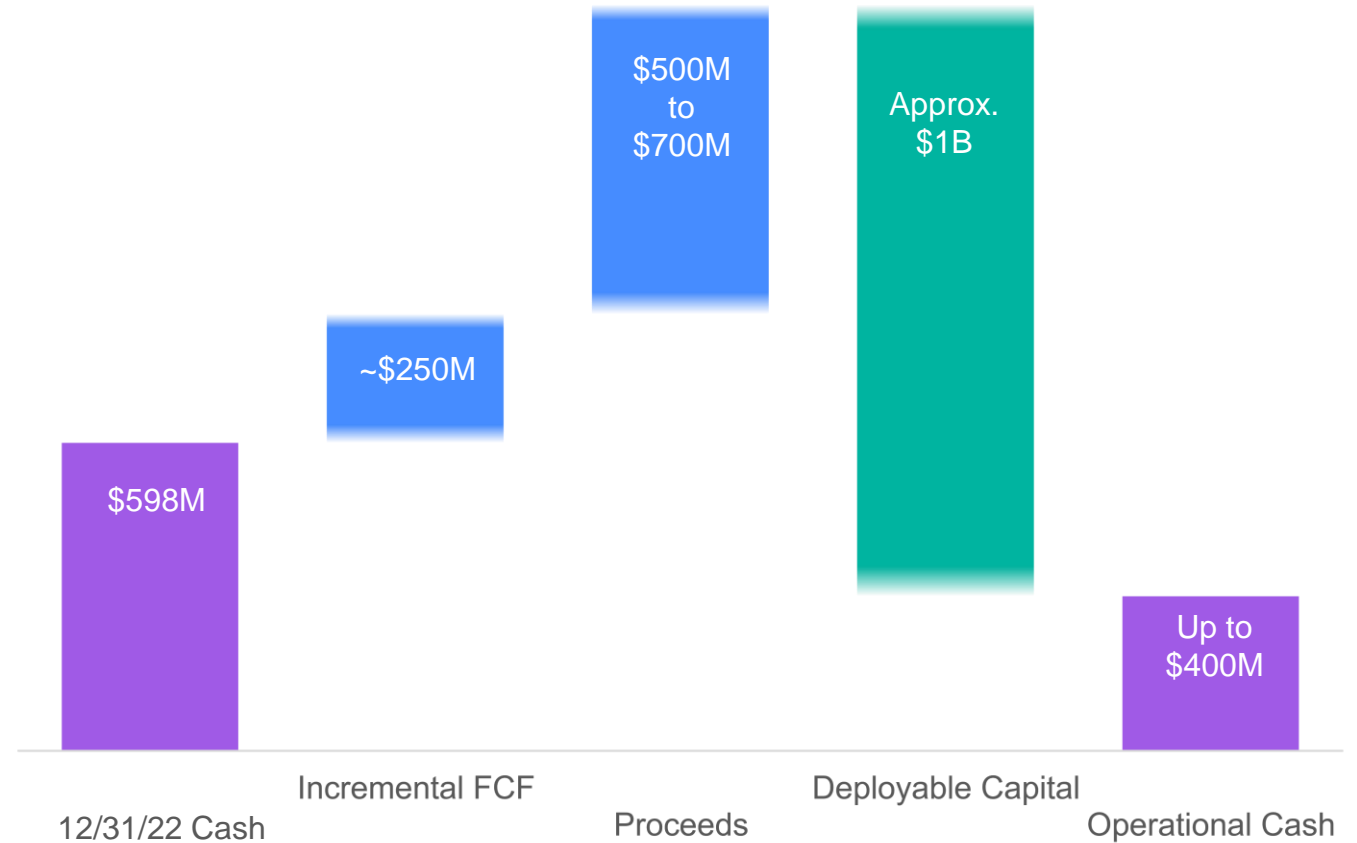 $500M
to
$700M
Approx.
$1B
~$250M
$598M
Up to
$400M
Incremental FCF
Deployable Capital
12/31/22 Cash
Proceeds
Operational Cash